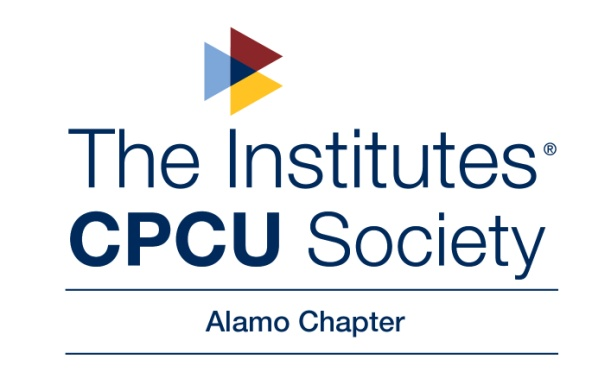 The Institutes®
CPCU Society
Alamo Chapter